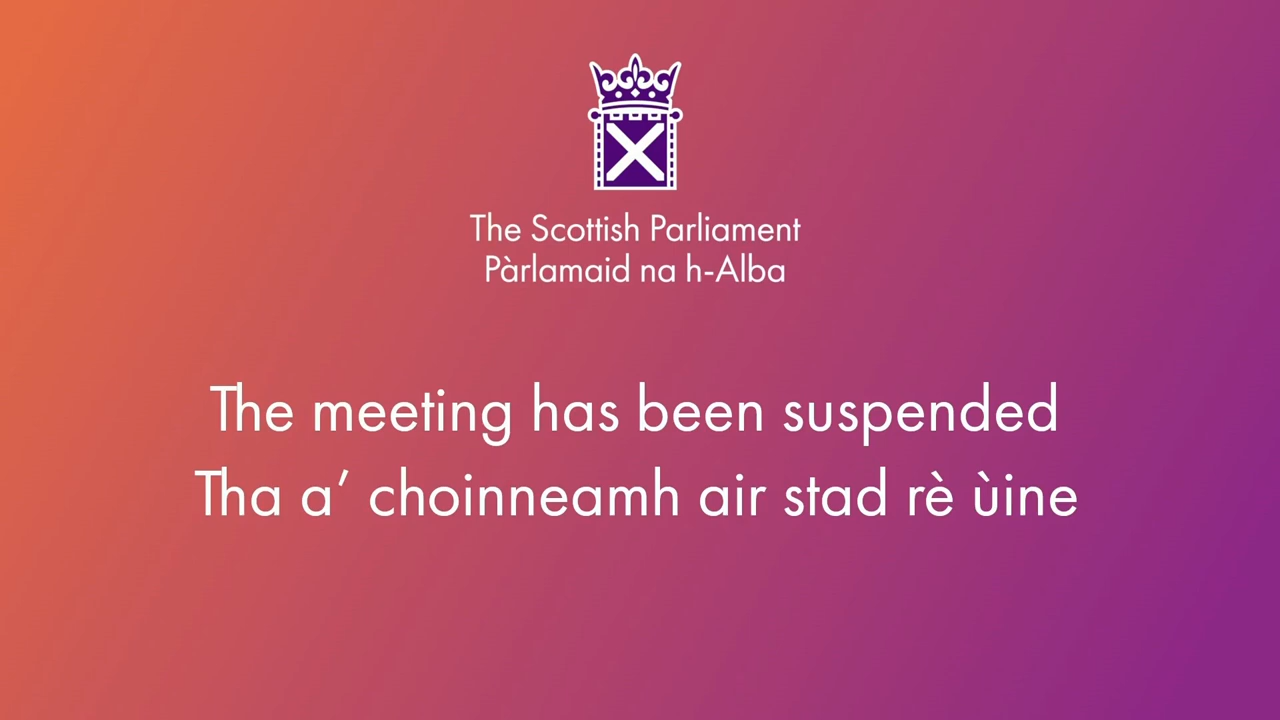 The Scottish Parliament
Pàrlamaid na h-Alba
The meeting has been suspended
Tha a’ choinneamh air stad rè ùine